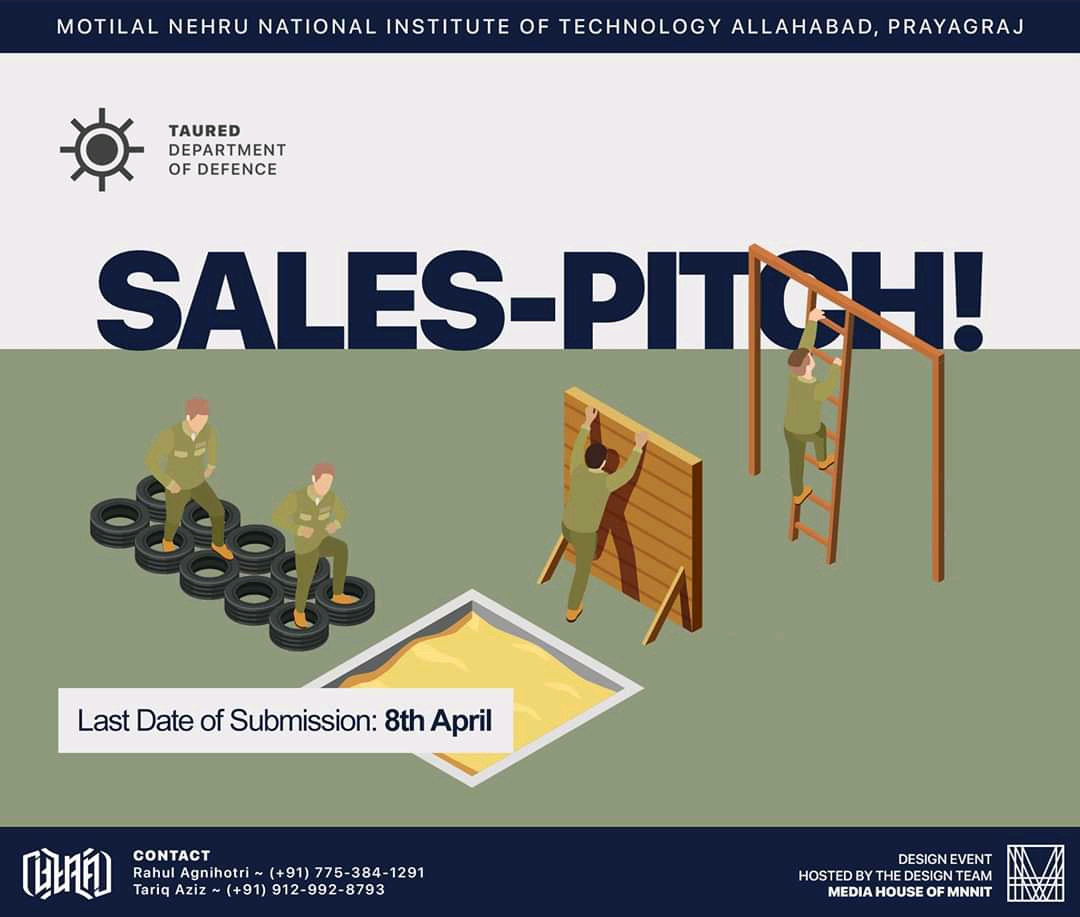 MOTILAL NEHRU NATIONAL INSTITUTE OF TECHNOLOGY ALLAHABAD, PRAYAGRAJ
TAURED
DEPARTMENT
OF DEFENCE
SALES-PITCH!
Last Date of Submission: 8th April
CONTACT
Rahul Agnihotri ~ (+91) 775-384-1291
Tariq Aziz ~ (+91) 912-992-8793
DESIGN EVENT
HOSTED BY THE DESIGN TEAM
MEDIA HOUSE OF MNNIT